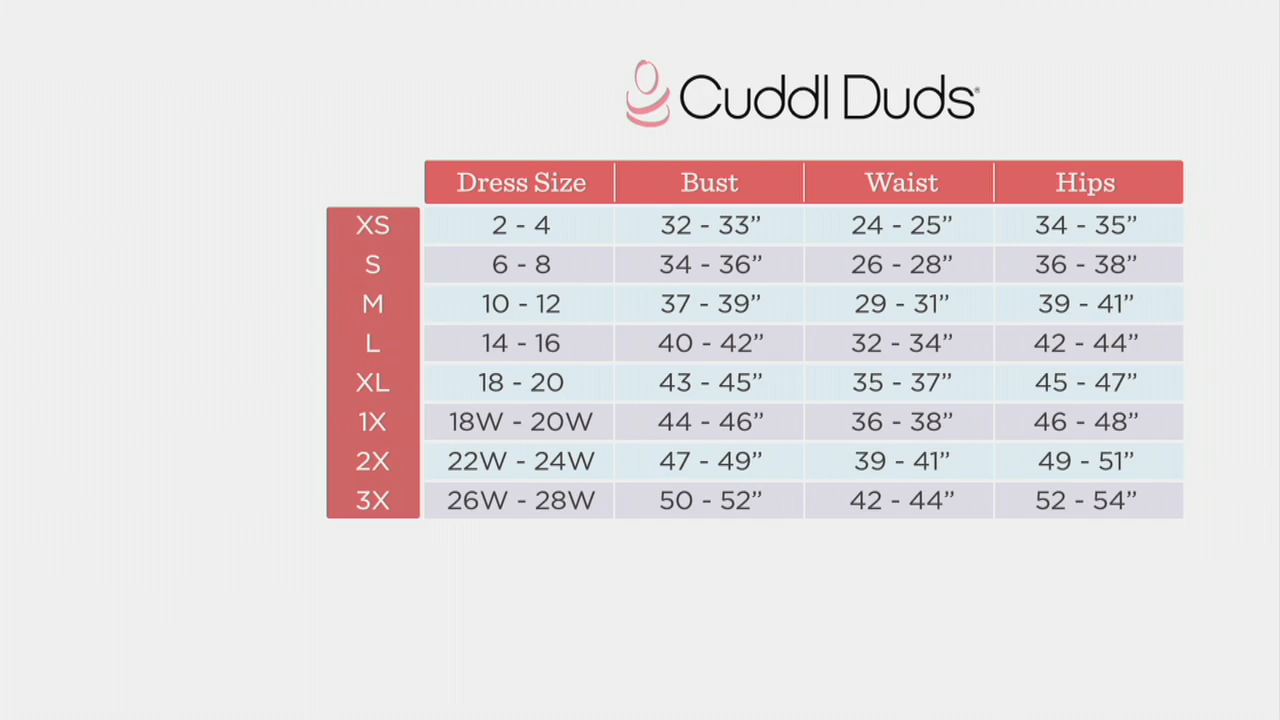 Cuddl Duds®
Dress Size Bust Waist Hips
XS 2 - 4 32 - 33” 24 - 25” 34 - 35”
S 6 - 8 34 - 36” 26 - 28” 36 - 38”
M 10 - 12 37 - 39” 29 - 31” 39 - 41”
L 14 - 16 40 - 42” 32 - 34” 42 - 44”
XL 18 - 20 43 - 45” 35 - 37” 45 - 47”
1X 18W - 20W 44 - 46” 36 - 38” 46 - 48”
2X 22W - 24W 47 - 49” 39 - 41” 49 - 51”
3X 26W - 28W 50 - 52” 42 - 44” 52 - 54”